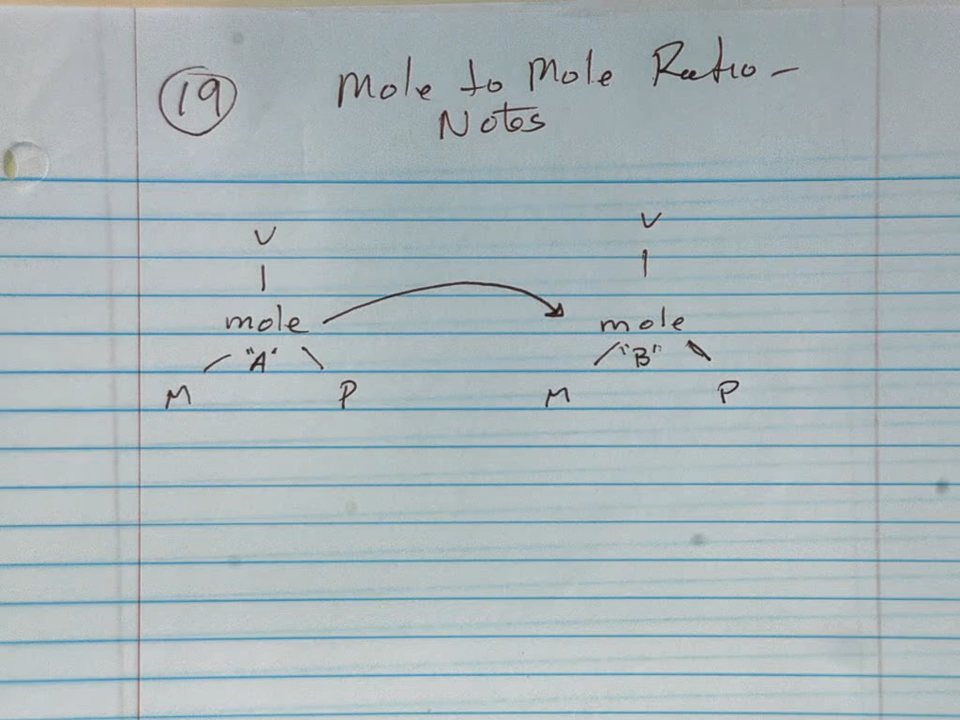 19 Mole to Mole Ratio -
Notes
V V
mole mole
"A" "B"
M P M P